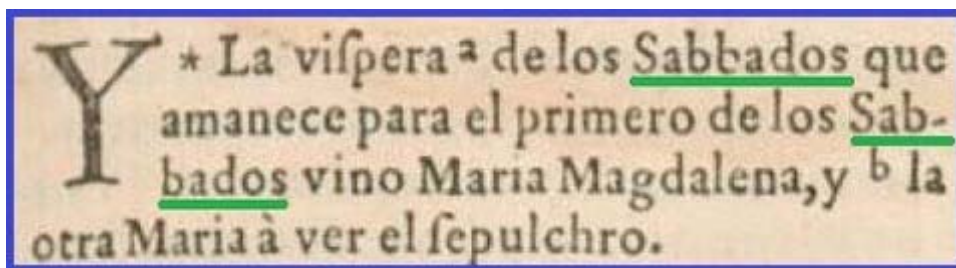 Y * La viſpera ª de los Sabbados que
amanece para el primero de los Sab-
bados vino Maria Magdalena, y ᵇ la
otra Maria à ver el ſepulchro.